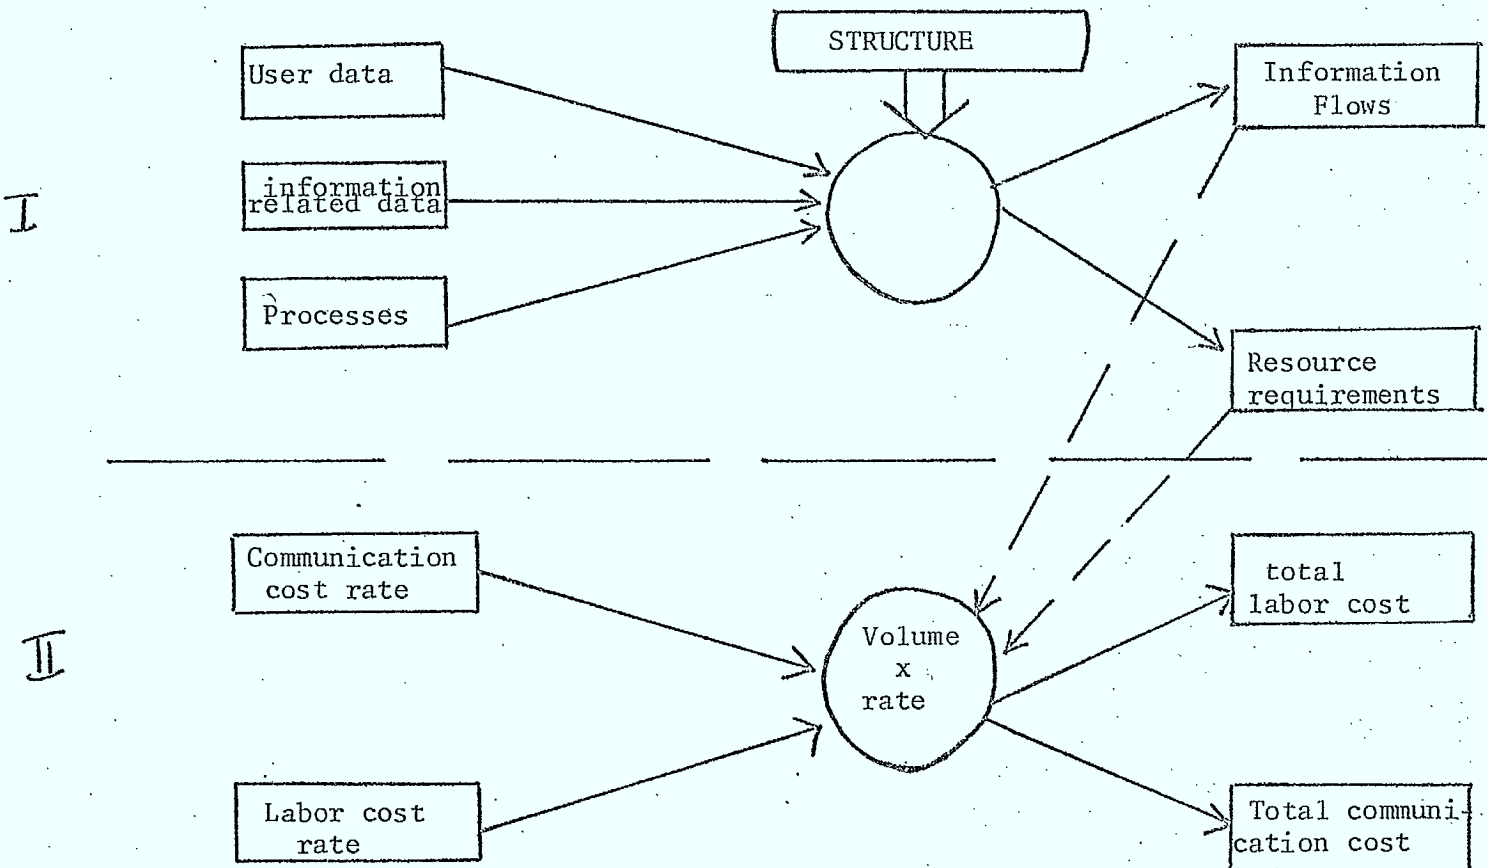 STRUCTURE
User data
Information
Flows
information
related data
I
Processes
Resource
requirements
Communication
cost rate
total
labor cost
II
Volume
x
rate
Labor cost
rate
Total communi-
cation cost